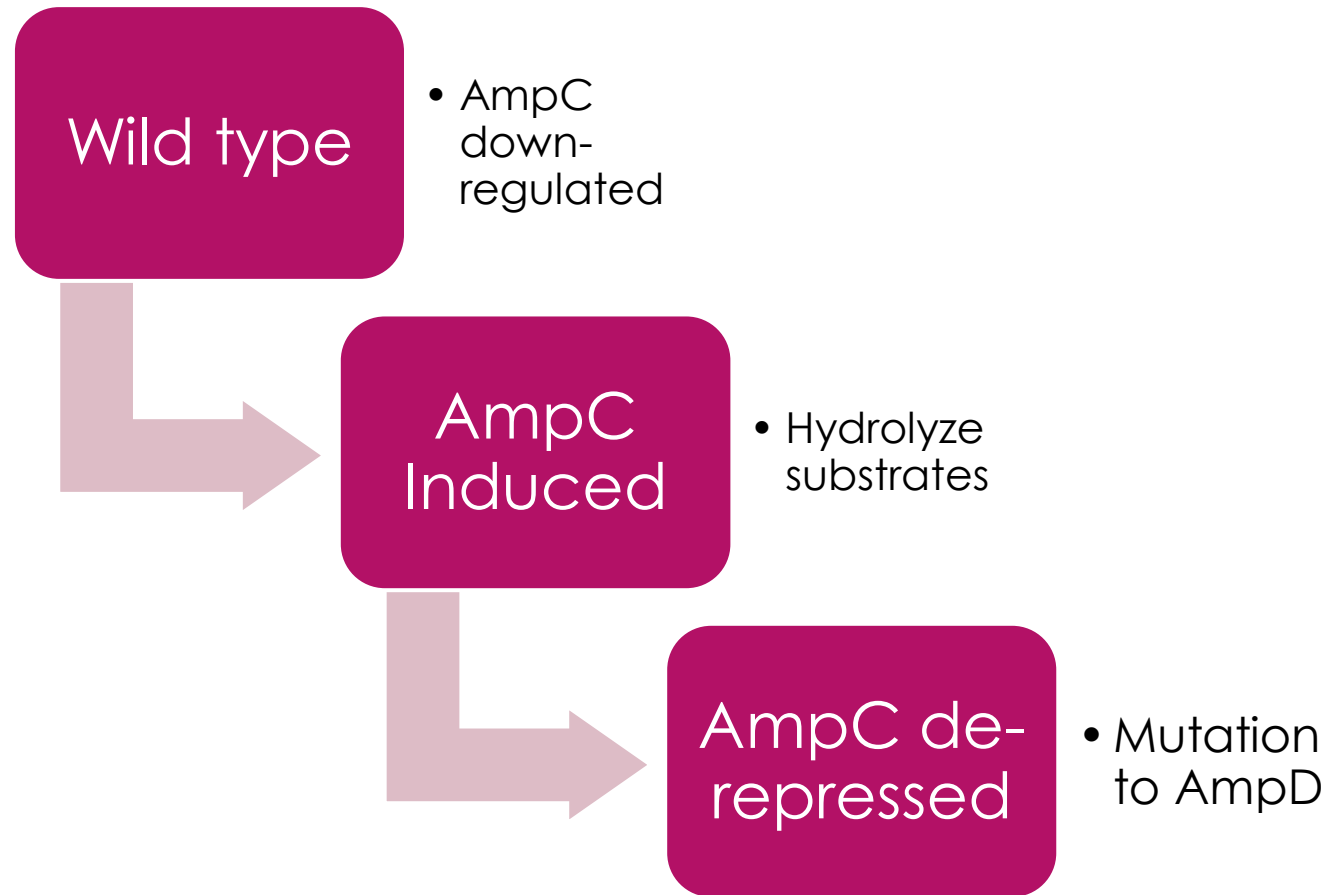 Wild type
• AmpC
down-
regulated
AmpC
Induced
• Hydrolyze
substrates
AmpC de-
repressed
• Mutation
to AmpD